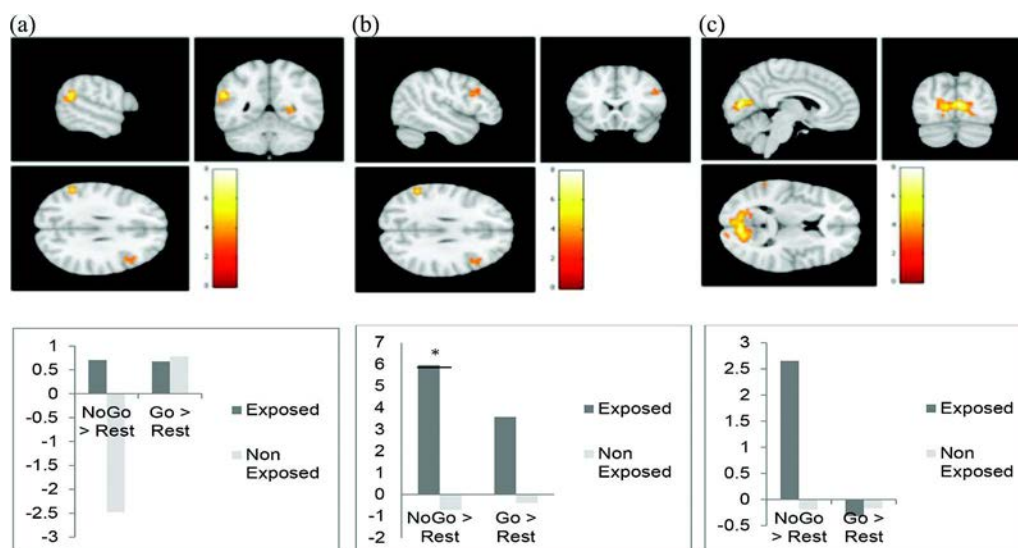 (a)
(b)
(c)
8
6
4
2
0
8
6
4
2
0
8
6
4
2
0
1
0.5
0
-0.5
-1
-1.5
-2
-2.5
-3
NoGo
> Rest
Go >
Rest
Exposed
Non
Exposed
7
6
5
4
3
2
1
0
-1
-2
*
NoGo >
Rest
Go >
Rest
Exposed
Non
Exposed
3
2.5
2
1.5
1
0.5
0
-0.5
NoGo
> Rest
Go >
Rest
Exposed
Non
Exposed